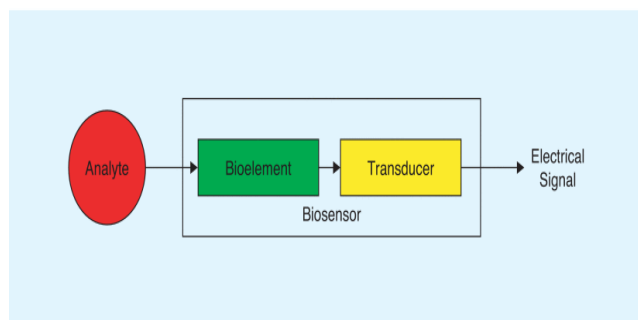 Analyte
Bioelement
Transducer
Biosensor
Electrical
Signal